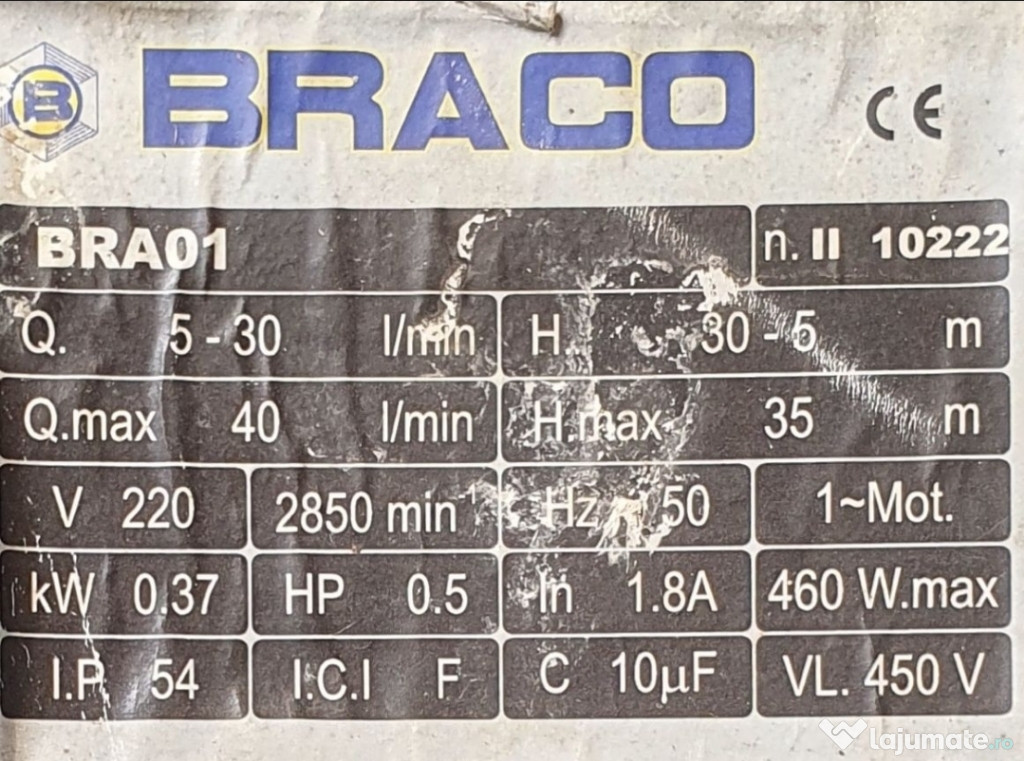 B BRACO CE
BRA01 n. II 10222
Q. 5 - 30 l/min H. 30 - 5 m
Q.max 40 l/min H.max 35 m
V 220 2850 min⁻¹ Hz 50 1~Mot.
kW 0.37 HP 0.5 In 1.8A 460 W.max
I.P. 54 I.C.I F C 10µF VL. 450 V
lajumate.ro